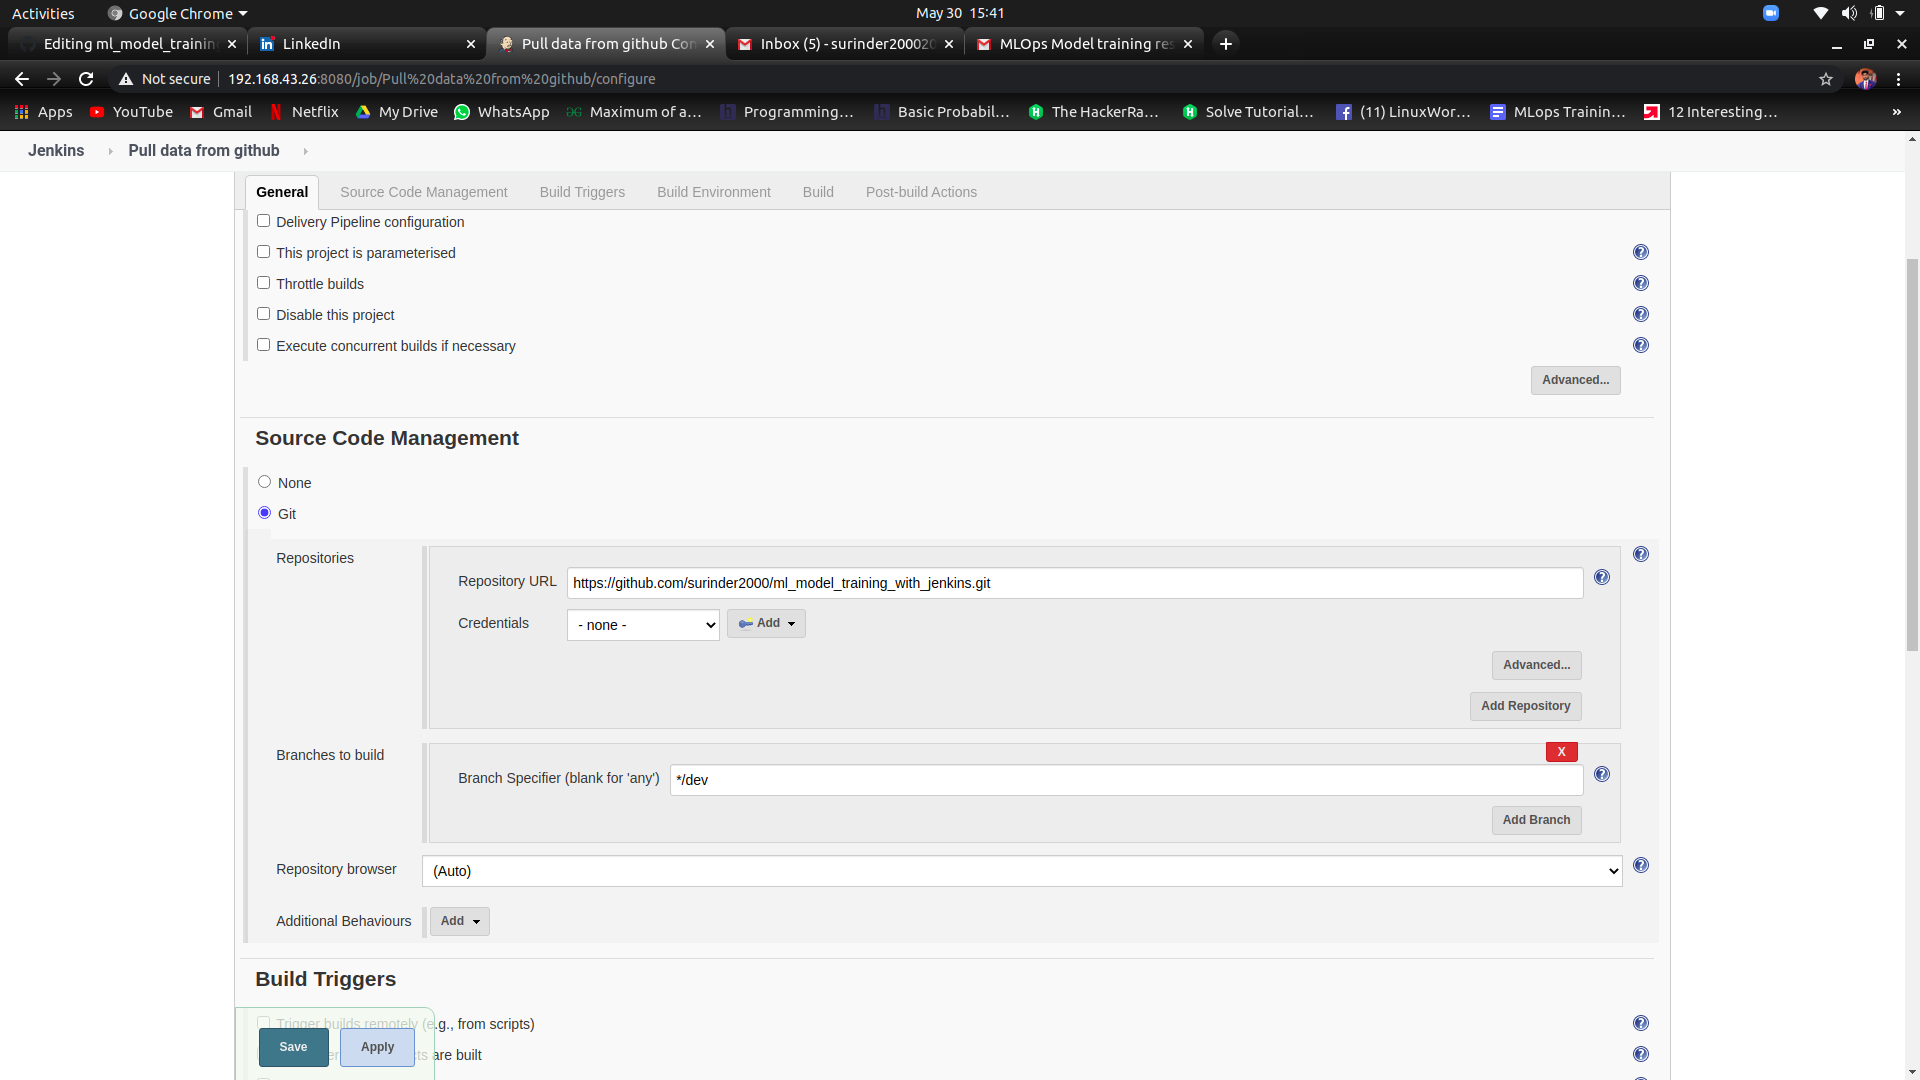 Activities Google Chrome May 30 15:41
Editing ml_model_training LinkedIn Pull data from github Con Inbox (5) - surinder200020 MLOps Model training res
Not secure 192.168.43.26:8080/job/Pull%20data%20from%20github/configure
Apps YouTube Gmail Netflix My Drive WhatsApp Maximum of a... Programming... Basic Probabil... The HackerRa... Solve Tutorial... (11) LinuxWor... MLops Trainin... 12 Interesting... »
Jenkins Pull data from github
General Source Code Management Build Triggers Build Environment Build Post-build Actions
Delivery Pipeline configuration
This project is parameterised
Throttle builds
Disable this project
Execute concurrent builds if necessary
Advanced...
Source Code Management
None
Git
Repositories
Repository URL https://github.com/surinder2000/ml_model_training_with_jenkins.git
Credentials - none - Add
Advanced...
Add Repository
Branches to build X
Branch Specifier (blank for 'any') */dev
Add Branch
Repository browser (Auto)
Additional Behaviours Add
Build Triggers
Trigger builds remotely (e.g., from scripts)
Save Apply are built